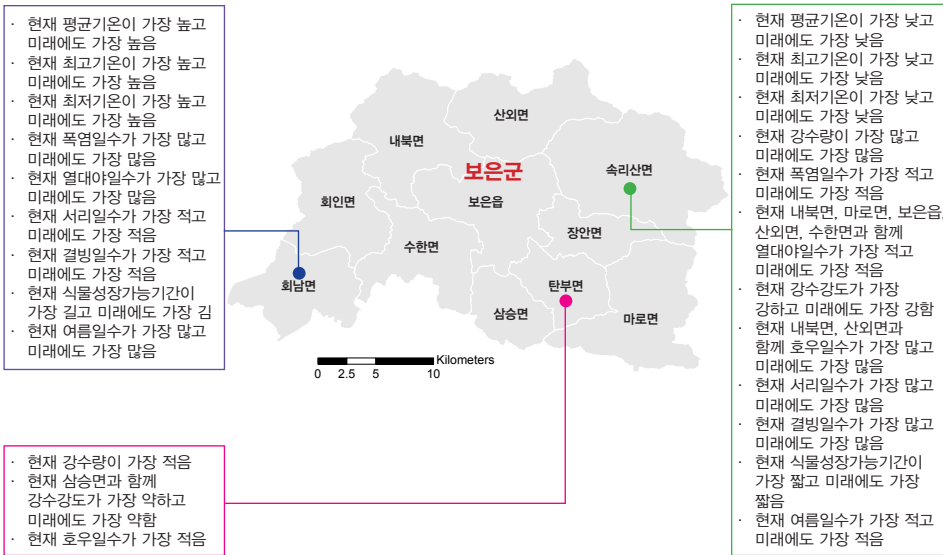 · 현재 평균기온이 가장 높고
미래에도 가장 높음
· 현재 최고기온이 가장 높고
미래에도 가장 높음
· 현재 최저기온이 가장 높고
미래에도 가장 높음
· 현재 폭염일수가 가장 많고
미래에도 가장 많음
· 현재 열대야일수가 가장 많고
미래에도 가장 많음
· 현재 서리일수가 가장 적고
미래에도 가장 적음
· 현재 결빙일수가 가장 적고
미래에도 가장 적음
· 현재 식물성장가능기간이
가장 길고 미래에도 가장 김
· 현재 여름일수가 가장 많고
미래에도 가장 많음
산외면
내북면
보은군
속리산면
회인면
보은읍
장안면
수한면
회남면
탄부면
삼승면
마로면
Kilometers
0 2.5 5 10
· 현재 강수량이 가장 적음
· 현재 삼승면과 함께
강수강도가 가장 약하고
미래에도 가장 약함
· 현재 호우일수가 가장 적음
· 현재 평균기온이 가장 낮고
미래에도 가장 낮음
· 현재 최고기온이 가장 낮고
미래에도 가장 낮음
· 현재 최저기온이 가장 낮고
미래에도 가장 낮음
· 현재 강수량이 가장 많고
미래에도 가장 많음
· 현재 폭염일수가 가장 적고
미래에도 가장 적음
· 현재 내북면, 마로면, 보은읍,
산외면, 수한면과 함께
열대야일수가 가장 적고
미래에도 가장 적음
· 현재 강수강도가 가장
강하고 미래에도 가장 강함
· 현재 내북면, 산외면과
함께 호우일수가 가장 많고
미래에도 가장 많음
· 현재 서리일수가 가장 많고
미래에도 가장 많음
· 현재 결빙일수가 가장 많고
미래에도 가장 많음
· 현재 식물성장가능기간이
가장 짧고 미래에도 가장
짧음
· 현재 여름일수가 가장 적고
미래에도 가장 적음